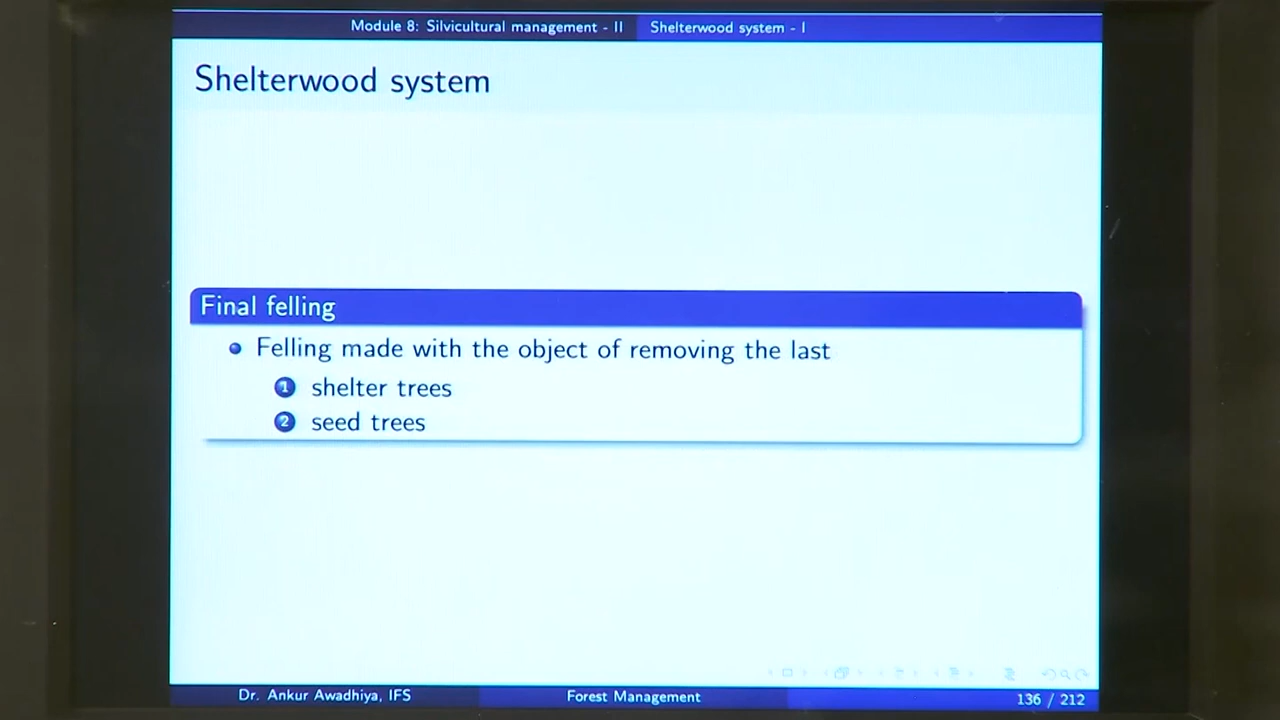 Module 8: Silvicultural management - II Shelterwood system - I
Shelterwood system
Final felling
Felling made with the object of removing the last
1 shelter trees
2 seed trees
Dr. Ankur Awadhiya, IFS Forest Management 136 / 212